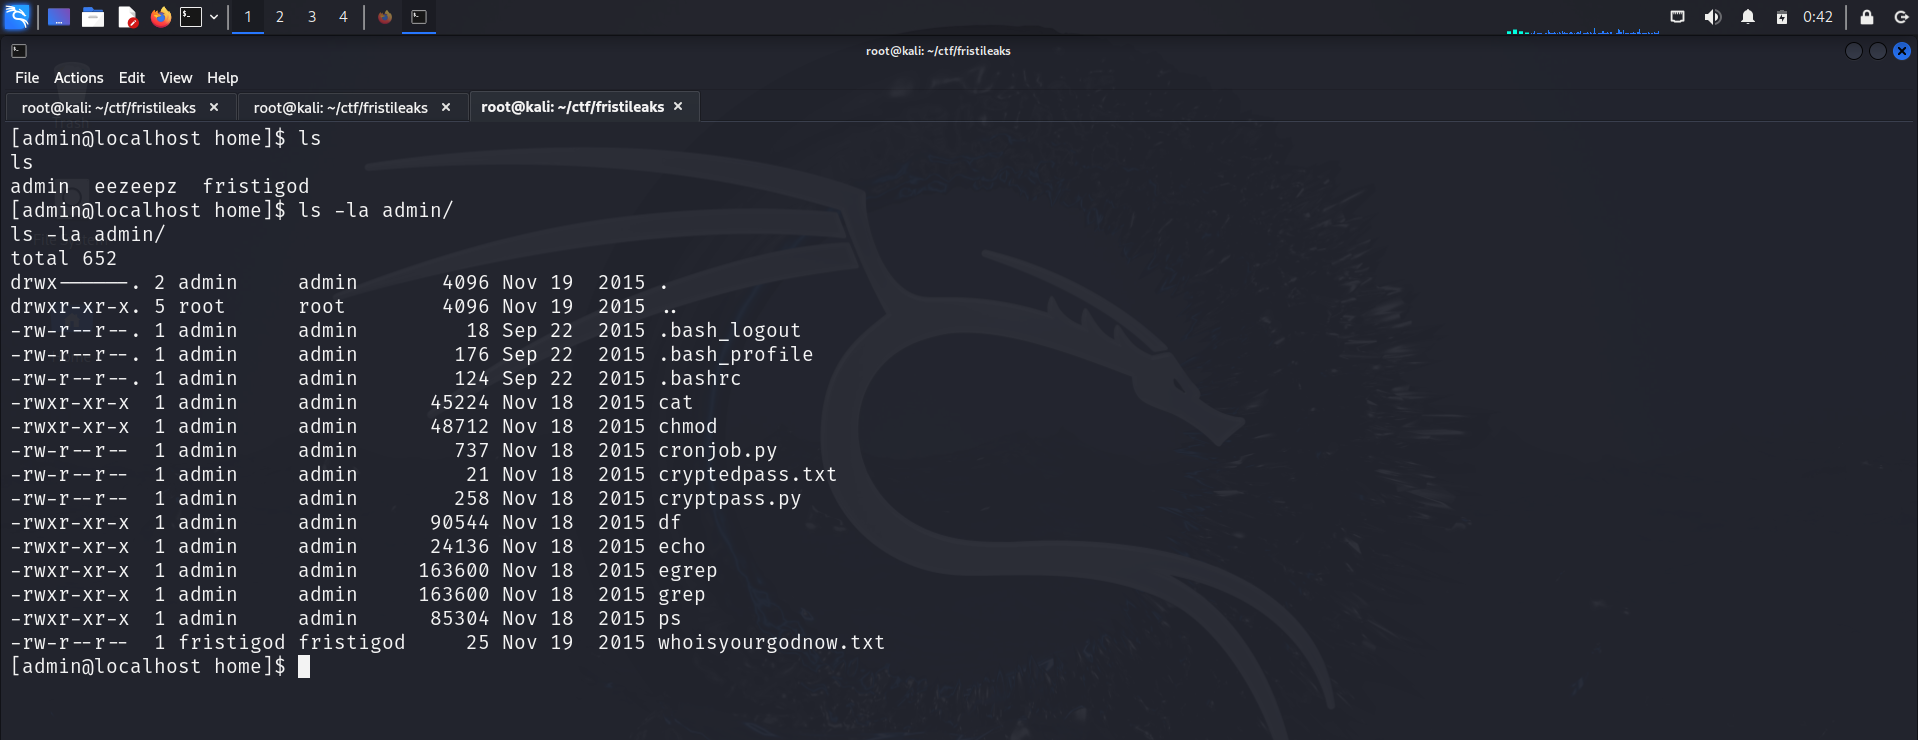 1 2 3 4 0:42
root@kali: ~/ctf/fristileaks
File Actions Edit View Help
root@kali: ~/ctf/fristileaks × root@kali: ~/ctf/fristileaks × root@kali: ~/ctf/fristileaks ×
[admin@localhost home]$ ls
ls
admin  eezeepz  fristigod
[admin@localhost home]$ ls -la admin/
ls -la admin/
total 652
drwx------. 2 admin     admin       4096 Nov 19  2015 .
drwxr-xr-x. 5 root      root        4096 Nov 19  2015 ..
-rw-r--r--. 1 admin     admin         18 Sep 22  2015 .bash_logout
-rw-r--r--. 1 admin     admin        176 Sep 22  2015 .bash_profile
-rw-r--r--. 1 admin     admin        124 Sep 22  2015 .bashrc
-rwxr-xr-x  1 admin     admin      45224 Nov 18  2015 cat
-rwxr-xr-x  1 admin     admin      48712 Nov 18  2015 chmod
-rw-r--r--  1 admin     admin        737 Nov 18  2015 cronjob.py
-rw-r--r--  1 admin     admin         21 Nov 18  2015 cryptedpass.txt
-rw-r--r--  1 admin     admin        258 Nov 18  2015 cryptpass.py
-rwxr-xr-x  1 admin     admin      90544 Nov 18  2015 df
-rwxr-xr-x  1 admin     admin      24136 Nov 18  2015 echo
-rwxr-xr-x  1 admin     admin     163600 Nov 18  2015 egrep
-rwxr-xr-x  1 admin     admin     163600 Nov 18  2015 grep
-rwxr-xr-x  1 admin     admin      85304 Nov 18  2015 ps
-rw-r--r--  1 fristigod fristigod     25 Nov 19  2015 whoisyourgodnow.txt
[admin@localhost home]$